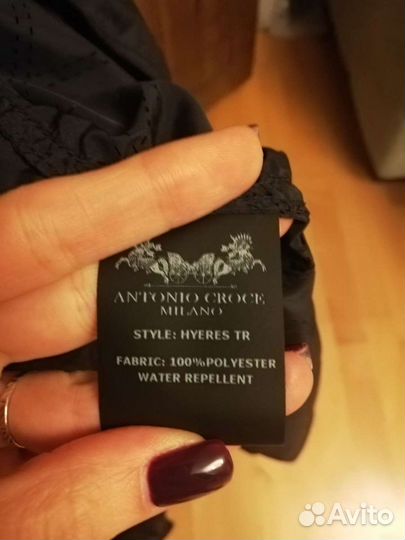 ANTONIO CROCE
MILANO
STYLE: HYERES TR
FABRIC: 100%POLYESTER
WATER REPELLENT
Avito